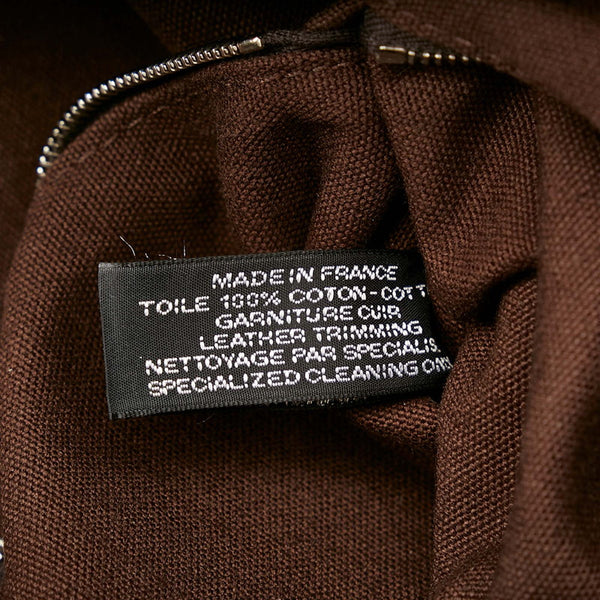 MADE IN FRANCE
TOILE 100% COTON-COTT
GARNITURE CUIR
LEATHER TRIMMING
NETTOYAGE PAR SPECIALIS
SPECIALIZED CLEANING ON